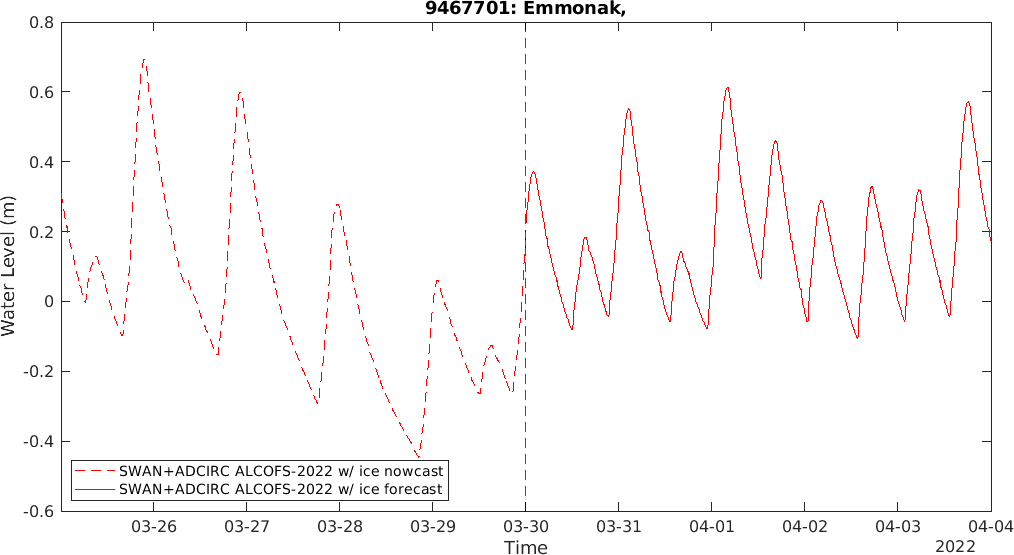 9467701: Emmonak,
Water Level (m)
0.8
0.6
0.4
0.2
0
-0.2
-0.4
-0.6
SWAN+ADCIRC ALCOFS-2022 w/ ice nowcast
SWAN+ADCIRC ALCOFS-2022 w/ ice forecast
03-26 03-27 03-28 03-29 03-30 03-31 04-01 04-02 04-03 04-04
Time
2022